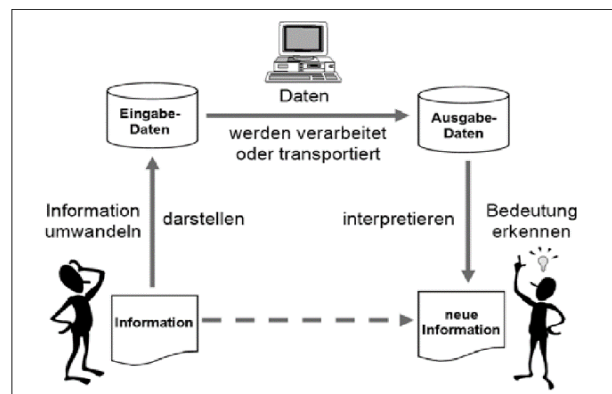 Daten
Eingabe-
Daten
werden verarbeitet
oder transportiert
Ausgabe-
Daten
Information
umwandeln
darstellen
interpretieren
Bedeutung
erkennen
Information
neue
Information